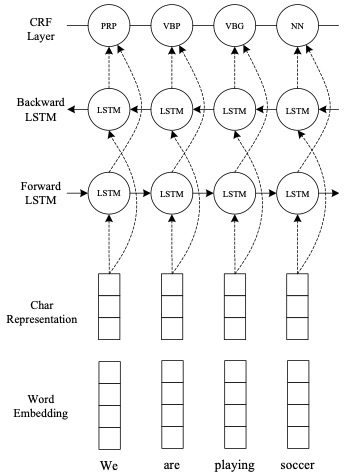 CRF
Layer
PRP VBP VBG NN
Backward
LSTM
LSTM LSTM LSTM LSTM
Forward
LSTM
LSTM LSTM LSTM LSTM
Char
Representation
Word
Embedding
We are playing soccer